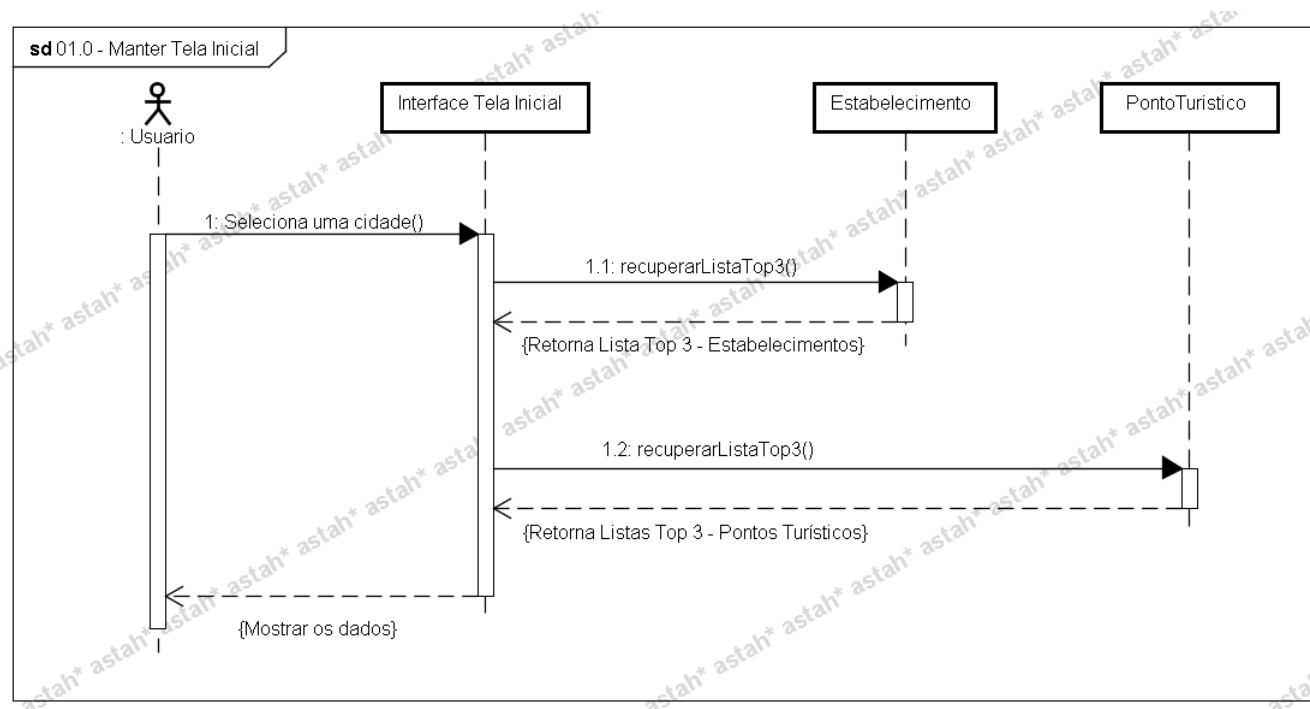 sd 01.0 - Manter Tela Inicial
: Usuario
Interface Tela Inicial
Estabelecimento
PontoTuristico
1: Seleciona uma cidade()
1.1: recuperarListaTop3()
{Retorna Lista Top 3 - Estabelecimentos}
1.2: recuperarListaTop3()
{Retorna Listas Top 3 - Pontos Turísticos}
{Mostrar os dados}